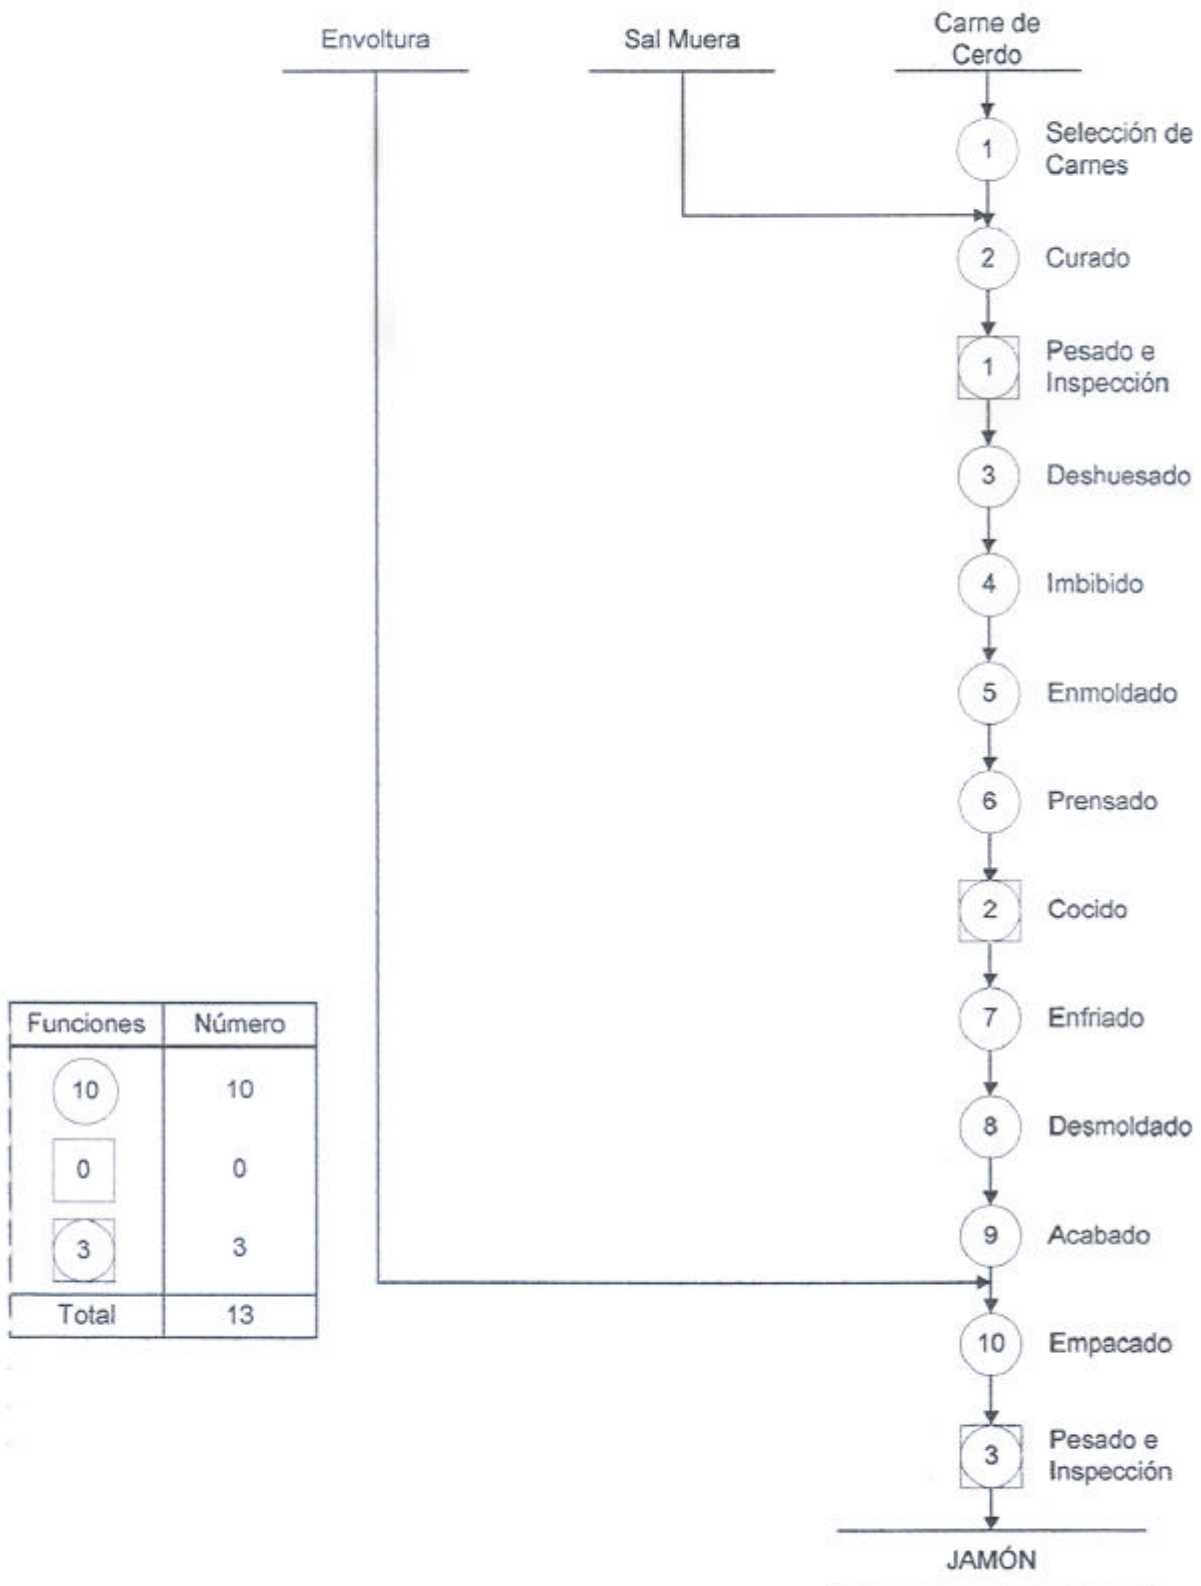 Envoltura
Sal Muera
Carne de
Cerdo
1
Selección de
Carnes
2
Curado
1
Pesado e
Inspección
3
Deshuesado
4
Imbibido
5
Enmoldado
6
Prensado
2
Cocido
7
Enfriado
8
Desmoldado
9
Acabado
10
Empacado
3
Pesado e
Inspección
JAMÓN
Funciones Número
10 10
0 0
3 3
Total 13